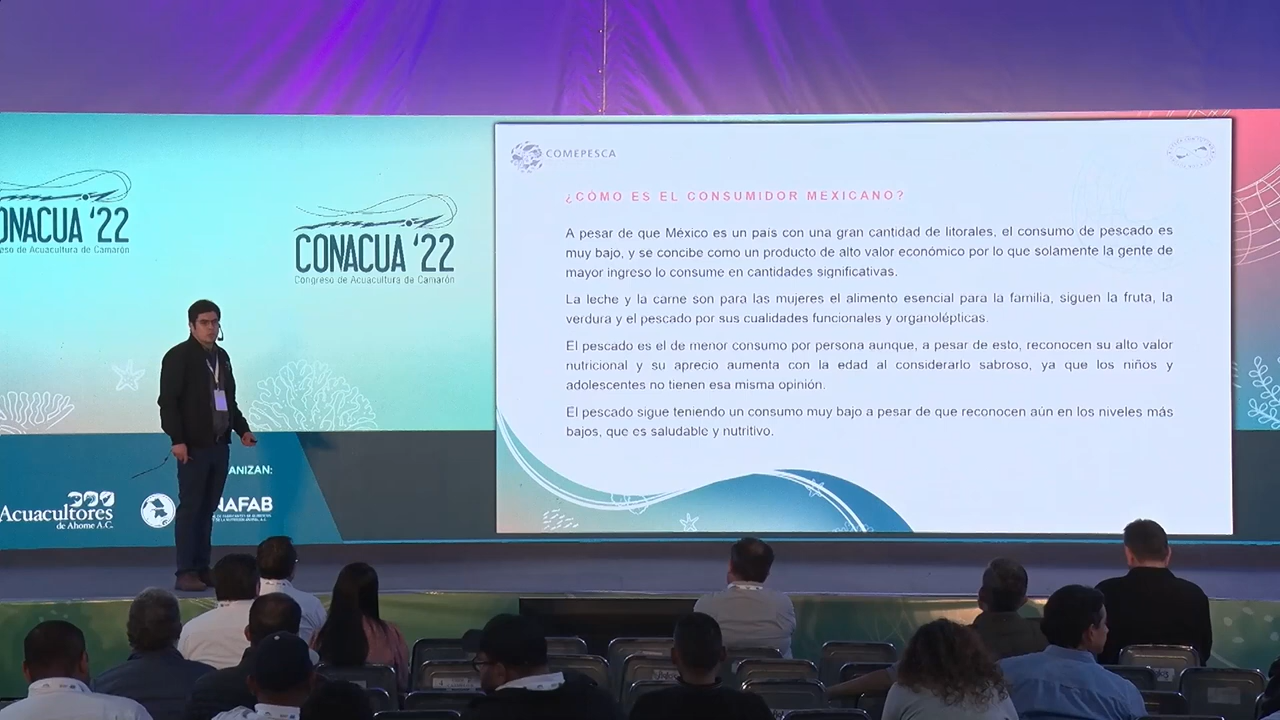 COMEPESCA
¿CÓMO ES EL CONSUMIDOR MEXICANO?
A pesar de que México es un país con una gran cantidad de litorales, el consumo de pescado es
muy bajo, y se concibe como un producto de alto valor económico por lo que solamente la gente de
mayor ingreso lo consume en cantidades significativas.
La leche y la carne son para las mujeres el alimento esencial para la familia, siguen la fruta, la
verdura y el pescado por sus cualidades funcionales y organolépticas.
El pescado es el de menor consumo por persona aunque, a pesar de esto, reconocen su alto valor
nutricional y su aprecio aumenta con la edad al considerarlo sabroso, ya que los niños y
adolescentes no tienen esa misma opinión.
El pescado sigue teniendo un consumo muy bajo a pesar de que reconocen aún en los niveles más
bajos, que es saludable y nutritivo.
ONACUA '22
eso de Acuacultura de Camarón
CONACUA '22
Congreso de Acuacultura de Camarón
ANIZAN:
Acuacultores
de Ahome A.C.
NAFAB